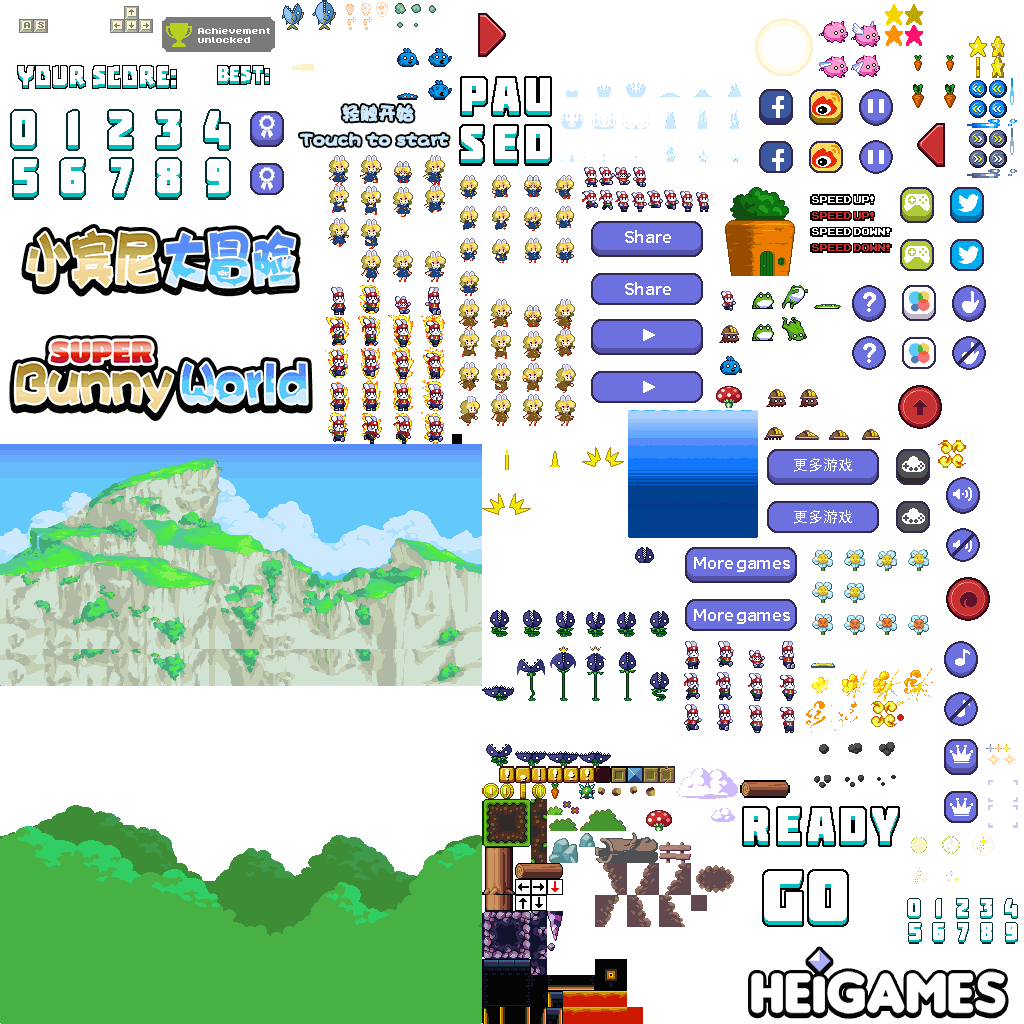 A S
Achievement
unlocked
YOUR SCORE:
BEST:
0 1 2 3 4
5 6 7 8 9
轻触开始
Touch to start
PAU
SED
小宾尼大冒险
SUPER
Bunny World
Share
Share
SPEED UP!
SPEED UP!
SPEED DOWN!
SPEED DOWN!
f
f
?
?
更多游戏
更多游戏
More games
More games
READY
GO
0 1 2 3 4
5 6 7 8 9
HEIGAMES